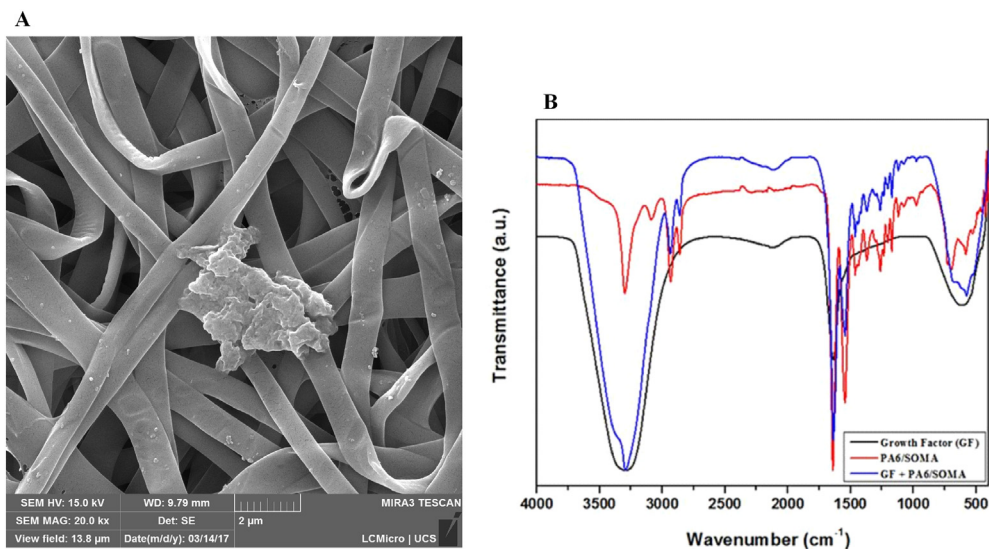 A
SEM HV: 15.0 kV WD: 9.79 mm MIRA3 TESCAN
SEM MAG: 20.0 kx Det: SE 2 µm
View field: 13.8 µm Date(m/d/y): 03/14/17 LCMicro | UCS
B
Transmittance (a.u.)
Growth Factor (GF)
PA6/SOMA
GF + PA6/SOMA
4000 3500 3000 2500 2000 1500 1000 500
Wavenumber (cm⁻¹)